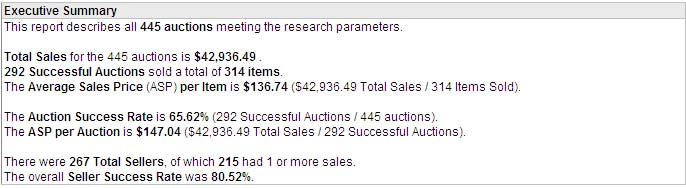 Executive Summary
This report describes all 445 auctions meeting the research parameters.
Total Sales for the 445 auctions is $42,936.49 .
292 Successful Auctions sold a total of 314 items.
The Average Sales Price (ASP) per Item is $136.74 ($42,936.49 Total Sales / 314 Items Sold).
The Auction Success Rate is 65.62% (292 Successful Auctions / 445 auctions).
The ASP per Auction is $147.04 ($42,936.49 Total Sales / 292 Successful Auctions).
There were 267 Total Sellers, of which 215 had 1 or more sales.
The overall Seller Success Rate was 80.52%.